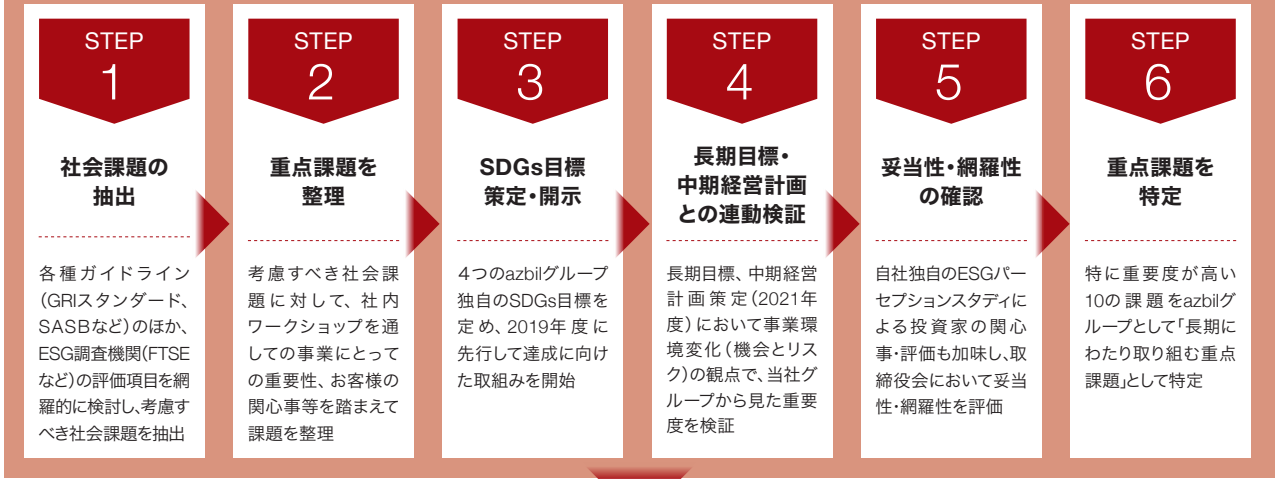 STEP
1
社会課題の
抽出
各種ガイドライン
(GRIスタンダード、
SASBなど)のほか、
ESG調査機関(FTSE
など)の評価項目を網
羅的に検討し、考慮す
べき社会課題を抽出
STEP
2
重点課題を
整理
考慮すべき社会課
題に対して、社内
ワークショップを通
しての事業にとって
の重要性、お客様の
関心事等を踏まえて
課題を整理
STEP
3
SDGs目標
策定・開示
4つのazbilグループ
独自のSDGs目標を
定め、2019年度に
先行して達成に向け
た取組みを開始
STEP
4
長期目標・
中期経営計画
との連動検証
長期目標、中期経営
計画策定(2021年
度)において事業環
境変化(機会とリス
ク)の観点で、当社グ
ループから見た重要
度を検証
STEP
5
妥当性・網羅性
の確認
自社独自のESGパー
セプションスタディに
よる投資家の関心
事・評価も加味し、取
締役会において妥当
性・網羅性を評価
STEP
6
重点課題を
特定
特に重要度が高い
10の課題をazbilグ
ループとして「長期に
わたり取り組む重点
課題」として特定